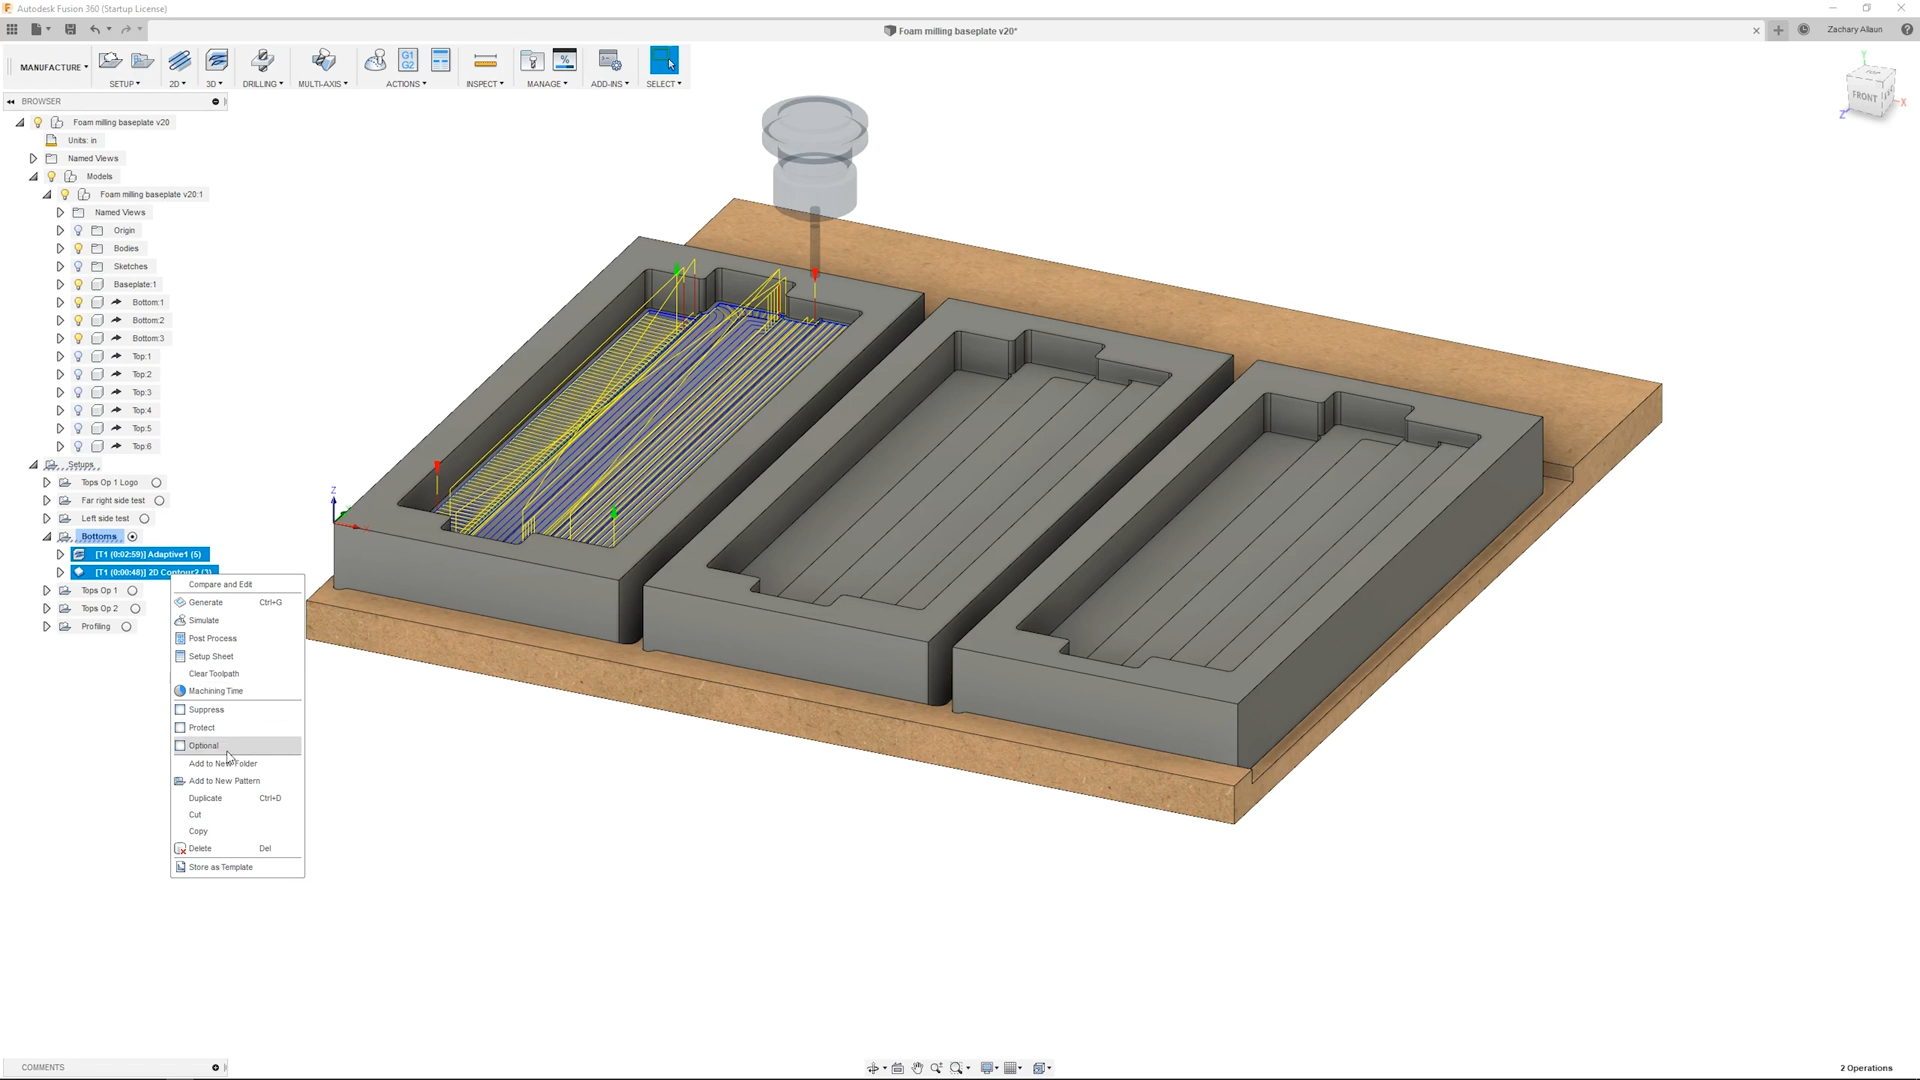 Autodesk Fusion 360 (Startup License)
Foam milling baseplate v20*
Zachary Allaun
MANUFACTURE
G1
G2
%
SETUP
2D
3D
DRILLING
MULTI-AXIS
ACTIONS
INSPECT
MANAGE
ADD-INS
SELECT
Y
TOP
FRONT
X
Z
BROWSER
Foam milling baseplate v20
Units: in
Named Views
Models
Foam milling baseplate v20:1
Named Views
Origin
Bodies
Sketches
Baseplate:1
Bottom:1
Bottom:2
Bottom:3
Top:1
Top:2
Top:3
Top:4
Top:5
Top:6
Setups
Tops Op 1 Logo
Far right side test
Left side test
Bottoms
[T1 (0:02:59)] Adaptive1 (5)
[T1 (0:00:48)] 2D Contour2 (3)
Tops Op 1
Tops Op 2
Profiling
Compare and Edit
Generate Ctrl+G
Simulate
Post Process
Setup Sheet
Clear Toolpath
Machining Time
Suppress
Protect
Optional
Add to New Folder
Add to New Pattern
Duplicate Ctrl+D
Cut
Copy
Delete Del
Store as Template
Z
COMMENTS
2 Operations